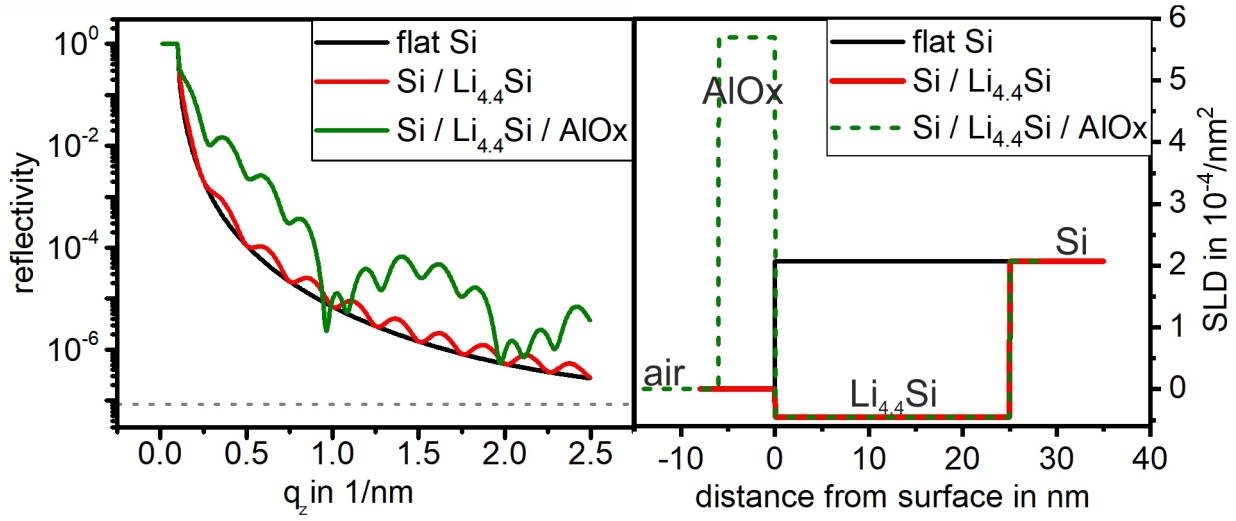 flat Si
Si / Li4.4Si
Si / Li4.4Si / AlOx
10^0
10^-2
10^-4
10^-6
reflectivity
0.0 0.5 1.0 1.5 2.0 2.5
q_z in 1/nm
flat Si
Si / Li4.4Si
Si / Li4.4Si / AlOx
AlOx
Si
air
Li4.4Si
6
5
4
3
2
1
0
SLD in 10^-4/nm^2
-10 0 10 20 30 40
distance from surface in nm